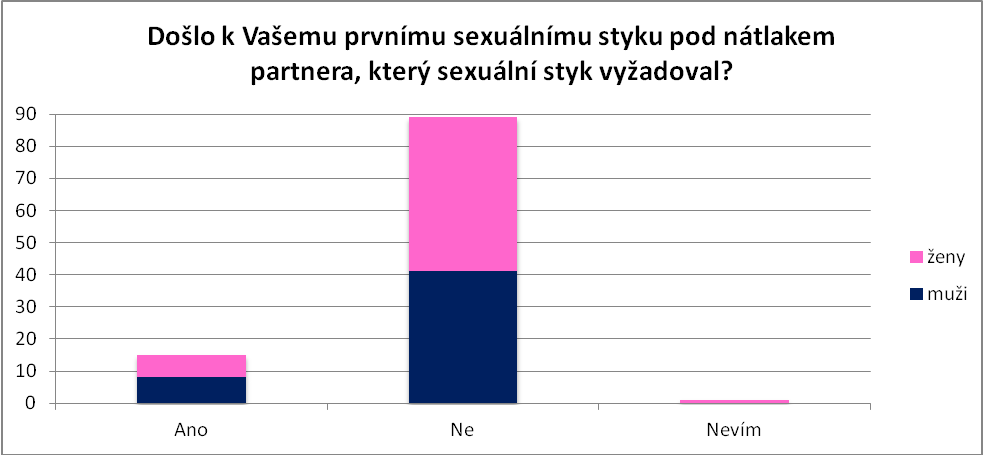 Došlo k Vašemu prvnímu sexuálnímu styku pod nátlakem
partnera, který sexuální styk vyžadoval?
90
80
70
60
50
40
30
20
10
0
Ano
Ne
Nevím
ženy
muži